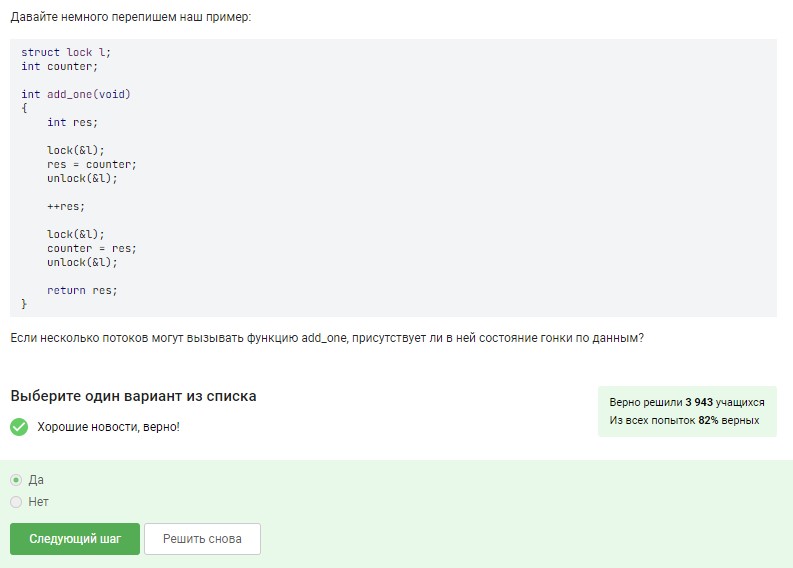 Давайте немного перепишем наш пример:
struct lock l;
int counter;
int add_one(void)
{
int res;
lock(&l);
res = counter;
unlock(&l);
++res;
lock(&l);
counter = res;
unlock(&l);
return res;
}
Если несколько потоков могут вызывать функцию add_one, присутствует ли в ней состояние гонки по данным?
Выберите один вариант из списка
Верно решили 3 943 учащихся
Из всех попыток 82% верных
Хорошие новости, верно!
Да
Нет
Следующий шаг
Решить снова